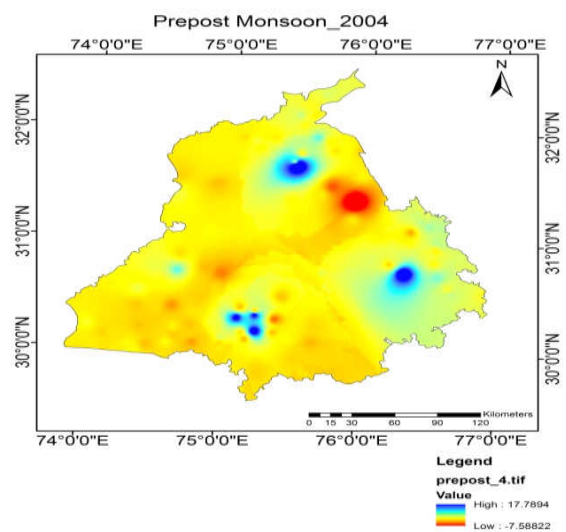 Prepost Monsoon_2004
74°0'0"E 75°0'0"E 76°0'0"E 77°0'0"E
N
32°0'0"N 32°0'0"N
31°0'0"N 31°0'0"N
30°0'0"N 30°0'0"N
Kilometers
0 15 30 60 90 120
74°0'0"E 75°0'0"E 76°0'0"E 77°0'0"E
Legend
prepost_4.tif
Value
High : 17.7894
Low : -7.58822